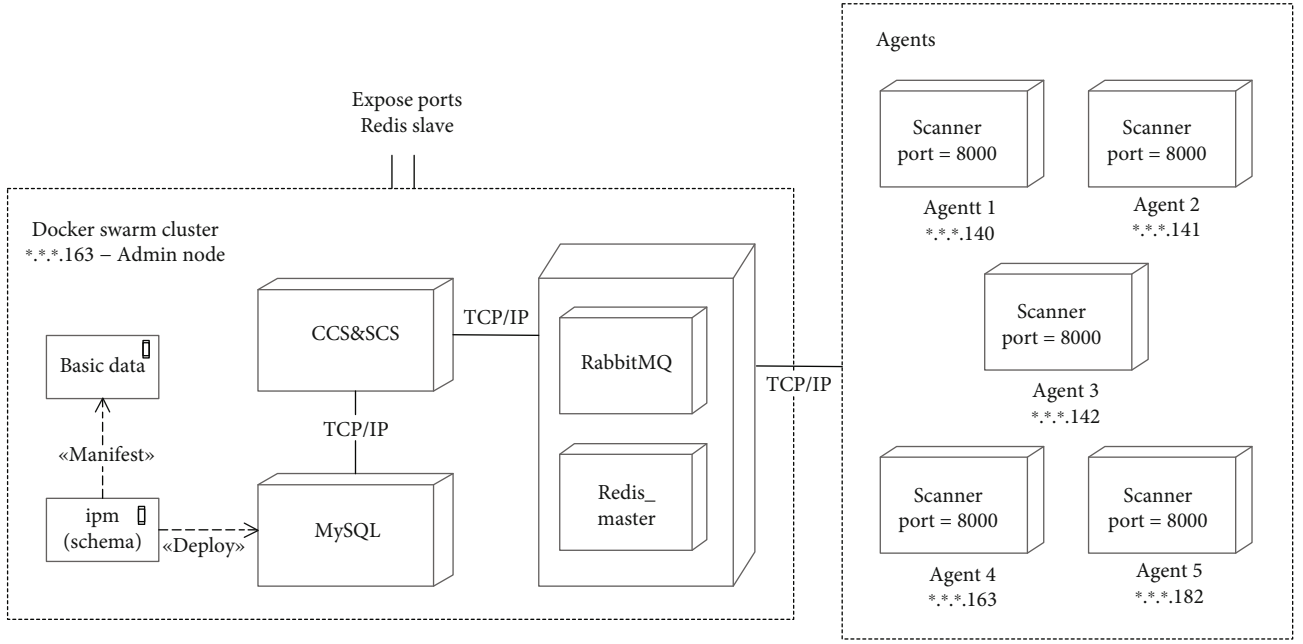 Expose ports
Redis slave
Docker swarm cluster
*.*.*.163 – Admin node
Basic data
«Manifest»
ipm
(schema)
«Deploy»
CCS&SCS
TCP/IP
MySQL
TCP/IP
RabbitMQ
Redis_
master
TCP/IP
Agents
Scanner
port = 8000
Agentt 1
*.*.*.140
Scanner
port = 8000
Agent 2
*.*.*.141
Scanner
port = 8000
Agent 3
*.*.*.142
Scanner
port = 8000
Agent 4
*.*.*.163
Scanner
port = 8000
Agent 5
*.*.*.182